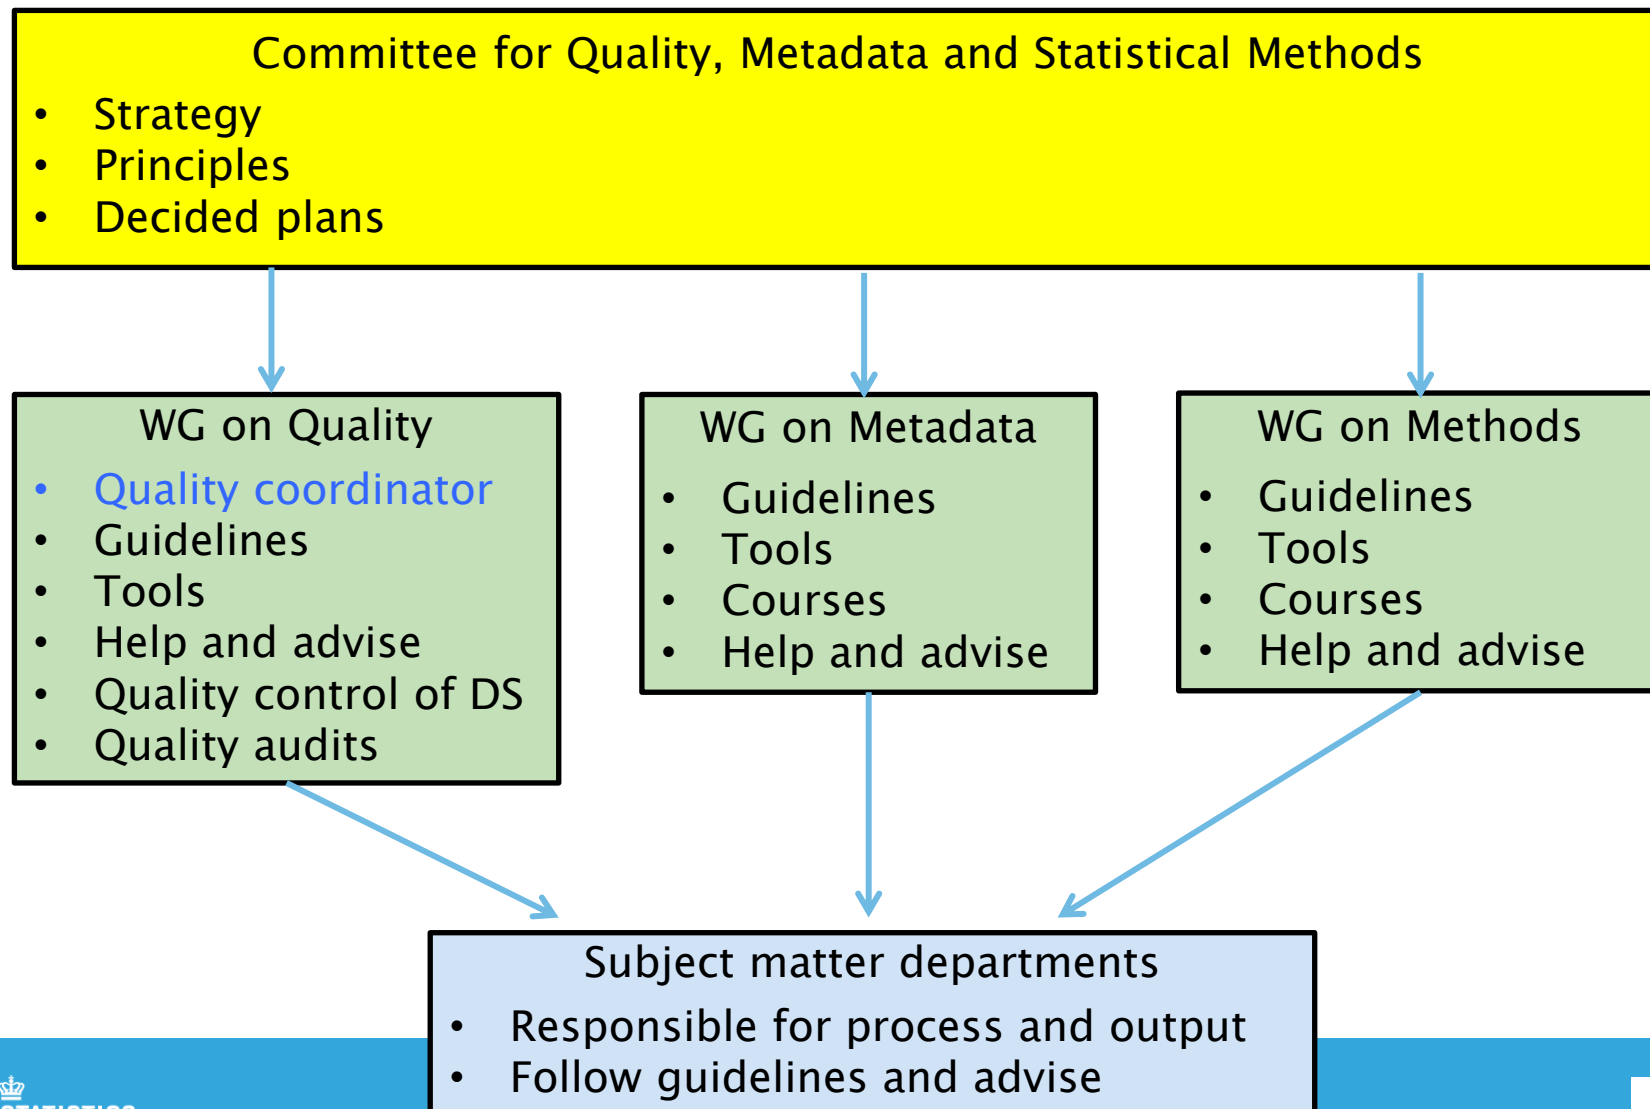 Committee for Quality, Metadata and Statistical Methods
• Strategy
• Principles
• Decided plans
WG on Quality
• Quality coordinator
• Guidelines
• Tools
• Help and advise
• Quality control of DS
• Quality audits
WG on Metadata
• Guidelines
• Tools
• Courses
• Help and advise
WG on Methods
• Guidelines
• Tools
• Courses
• Help and advise
Subject matter departments
• Responsible for process and output
• Follow guidelines and advise